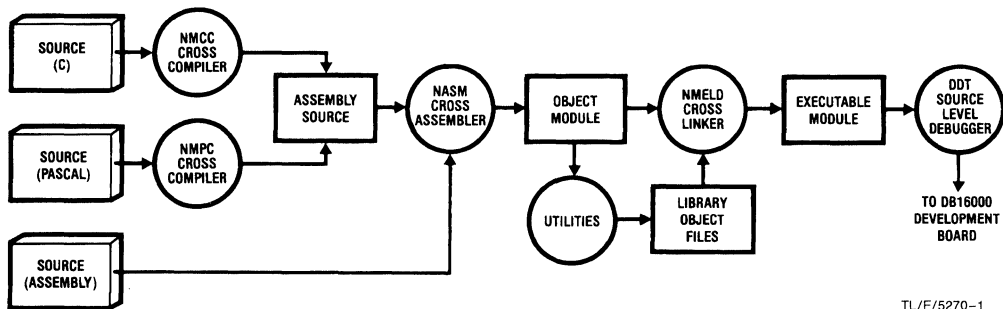 SOURCE
(C)
NMCC
CROSS
COMPILER
SOURCE
(PASCAL)
NMPC
CROSS
COMPILER
SOURCE
(ASSEMBLY)
ASSEMBLY
SOURCE
NASM
CROSS
ASSEMBLER
OBJECT
MODULE
UTILITIES
LIBRARY
OBJECT
FILES
NMELD
CROSS
LINKER
EXECUTABLE
MODULE
DDT
SOURCE
LEVEL
DEBUGGER
TO DB16000
DEVELOPMENT
BOARD
TL/F/5270-1